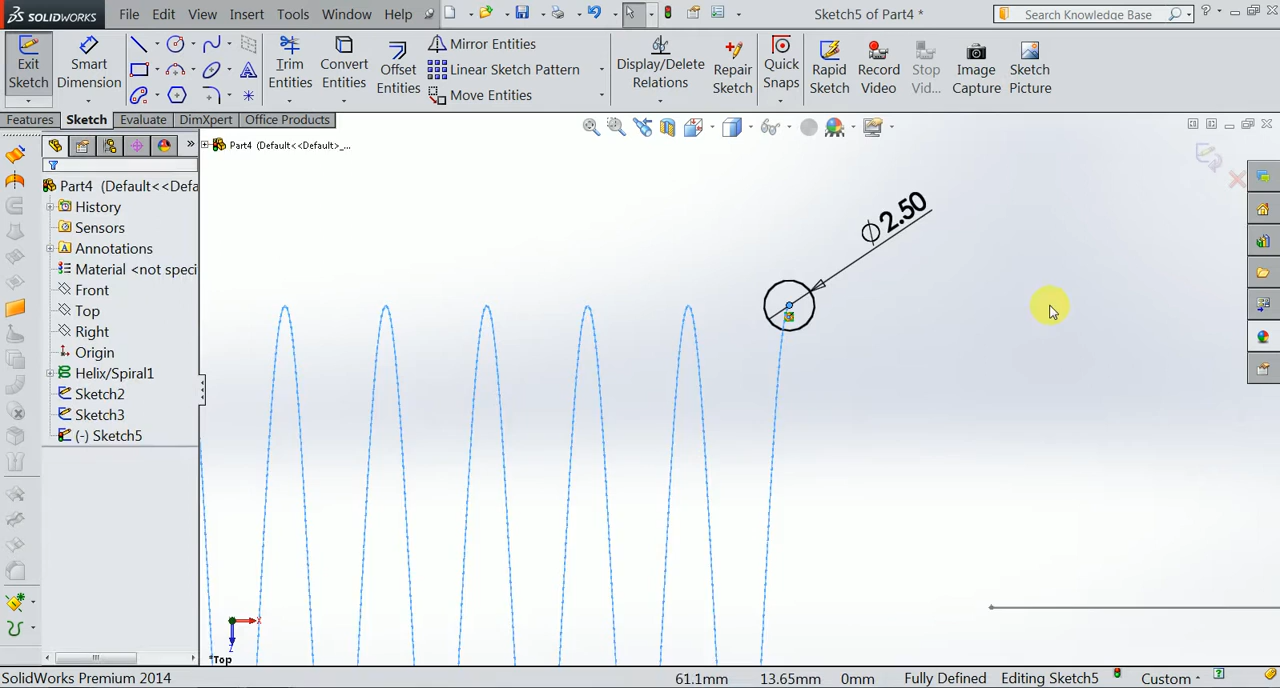 SOLIDWORKS File Edit View Insert Tools Window Help Sketch5 of Part4 * Search Knowledge Base
Exit Sketch
Smart Dimension
Trim Entities
Convert Entities
Offset Entities
Mirror Entities
Linear Sketch Pattern
Move Entities
Display/Delete Relations
Repair Sketch
Quick Snaps
Rapid Sketch
Record Video
Stop Vid...
Image Capture
Sketch Picture
Features Sketch Evaluate DimXpert Office Products
Part4 (Default<<Default>_...
Part4 (Default<<Defa
History
Sensors
Annotations
Material <not speci
Front
Top
Right
Origin
Helix/Spiral1
Sketch2
Sketch3
(-) Sketch5
∅2.50
X
Z
*Top
SolidWorks Premium 2014 61.1mm 13.65mm 0mm Fully Defined Editing Sketch5 Custom